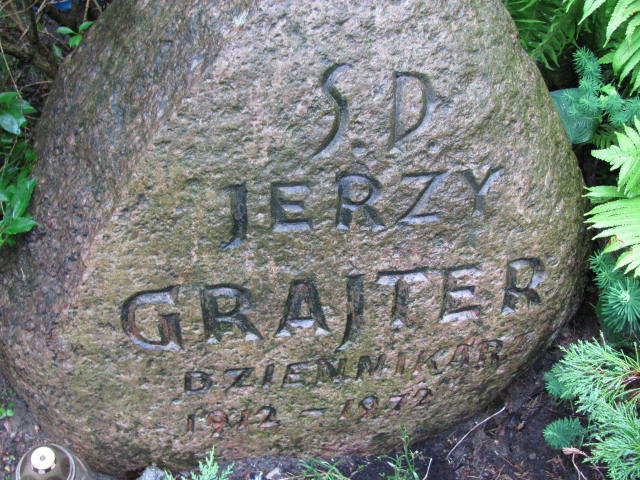 S. D.
JERZY
GRAJTER
DZIENNIKARZ
1912 - 1972